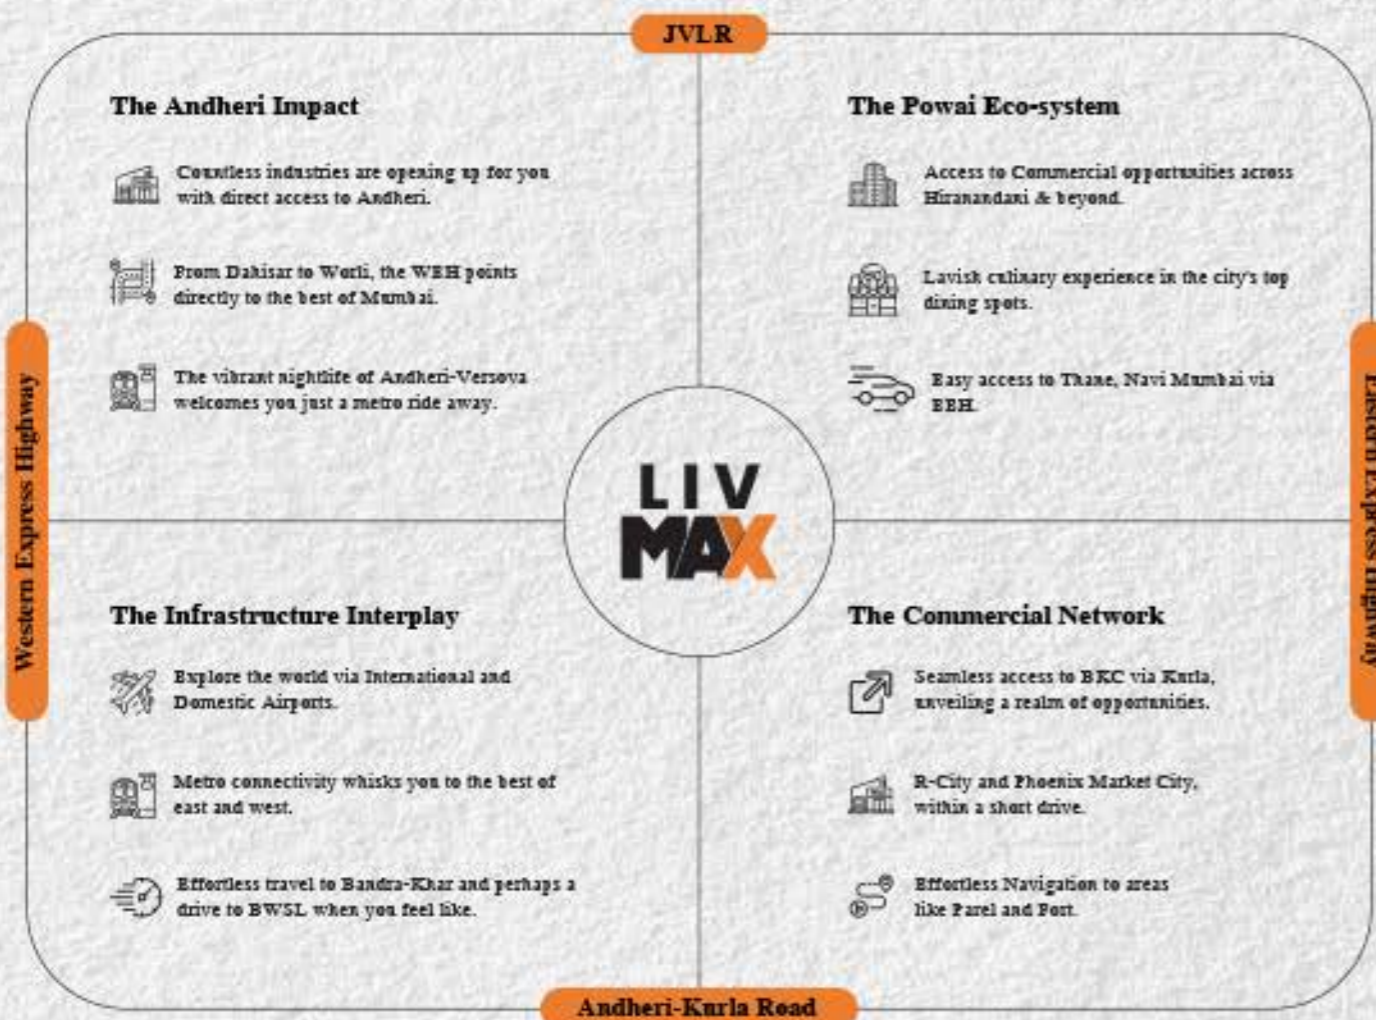 JVLR
The Andheri Impact
Countless industries are opening up for you
with direct access to Andheri.
From Dahisar to Worli, the WEH points
directly to the best of Mumbai.
The vibrant nightlife of Andheri-Versova
welcomes you just a metro ride away.
The Powai Eco-system
Access to Commercial opportunities across
Hiranandani & beyond.
Lavish culinary experience in the city's top
dining spots.
Easy access to Thane, Navi Mumbai via
EEH.
Western Express Highway
LIV
MAX
Eastern Express Highway
The Infrastructure Interplay
Explore the world via International and
Domestic Airports.
Metro connectivity whisks you to the best of
east and west.
Effortless travel to Bandra-Khar and perhaps a
drive to BWSL when you feel like.
The Commercial Network
Seamless access to BKC via Kurla,
unveiling a realm of opportunities.
R-City and Phoenix Market City,
within a short drive.
Effortless Navigation to areas
like Parel and Fort.
Andheri-Kurla Road